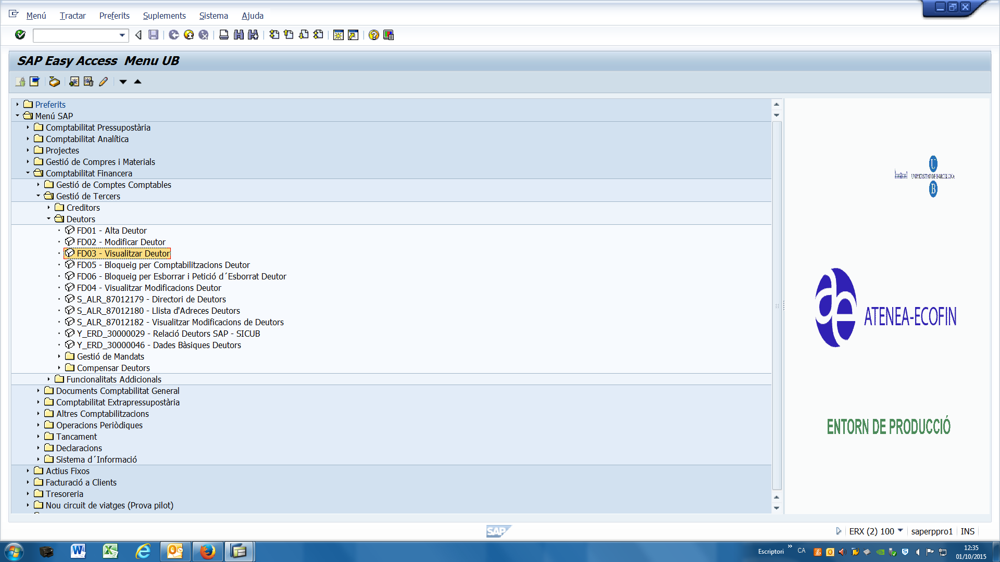 Menú Tractar Preferits Suplements Sistema Ajuda
SAP Easy Access Menu UB
Preferits
Menú SAP
Comptabilitat Pressupostària
Comptabilitat Analítica
Projectes
Gestió de Compres i Materials
Comptabilitat Financera
Gestió de Comptes Comptables
Gestió de Tercers
Creditors
Deutors
FD01 - Alta Deutor
FD02 - Modificar Deutor
FD03 - Visualitzar Deutor
FD05 - Bloqueig per Comptabilitzacions Deutor
FD06 - Bloqueig per Esborrar i Petició d´Esborrat Deutor
FD04 - Visualitzar Modificacions Deutor
S_ALR_87012179 - Directori de Deutors
S_ALR_87012180 - Llista d'Adreces Deutors
S_ALR_87012182 - Visualitzar Modificacions de Deutors
Y_ERD_30000029 - Relació Deutors SAP - SICUB
Y_ERD_30000046 - Dades Bàsiques Deutors
Gestió de Mandats
Compensar Deutors
Funcionalitats Addicionals
Documents Comptabilitat General
Comptabilitat Extrapressupostària
Altres Comptabilitzacions
Operacions Periòdiques
Tancament
Declaracions
Sistema d´Informació
Actius Fixos
Facturació a Clients
Tresoreria
Nou circuit de viatges (Prova pilot)
U
UNIVERSITAT DE BARCELONA
B
ae
ATENEA-ECOFIN
ENTORN DE PRODUCCIÓ
SAP
ERX (2) 100 saperppro1 INS
Escriptori CA
12:35
01/10/2015